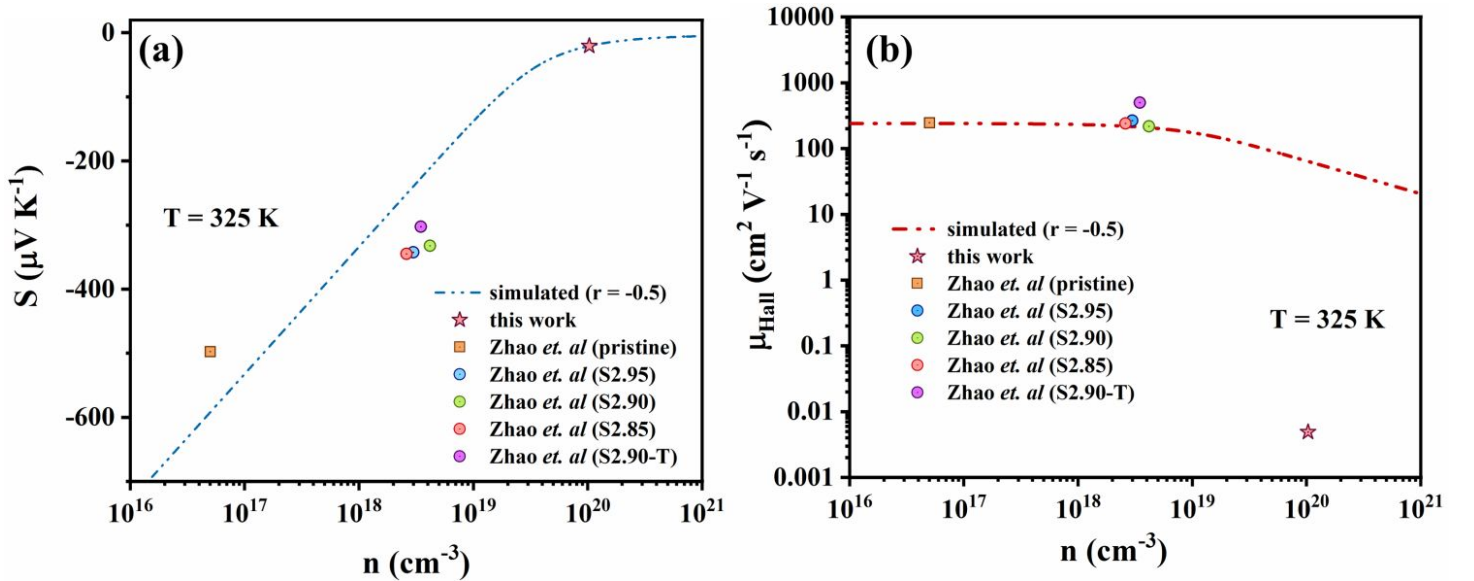 (a)
0
-200
-400
-600
S (μV K-1)
T = 325 K
simulated (r = -0.5)
this work
Zhao et. al (pristine)
Zhao et. al (S2.95)
Zhao et. al (S2.90)
Zhao et. al (S2.85)
Zhao et. al (S2.90-T)
10^16 10^17 10^18 10^19 10^20 10^21
n (cm-3)
(b)
10000
1000
100
10
1
0.1
0.01
0.001
μHall (cm2 V-1 s-1)
simulated (r = -0.5)
this work
Zhao et. al (pristine)
Zhao et. al (S2.95)
Zhao et. al (S2.90)
Zhao et. al (S2.85)
Zhao et. al (S2.90-T)
T = 325 K
10^16 10^17 10^18 10^19 10^20 10^21
n (cm-3)